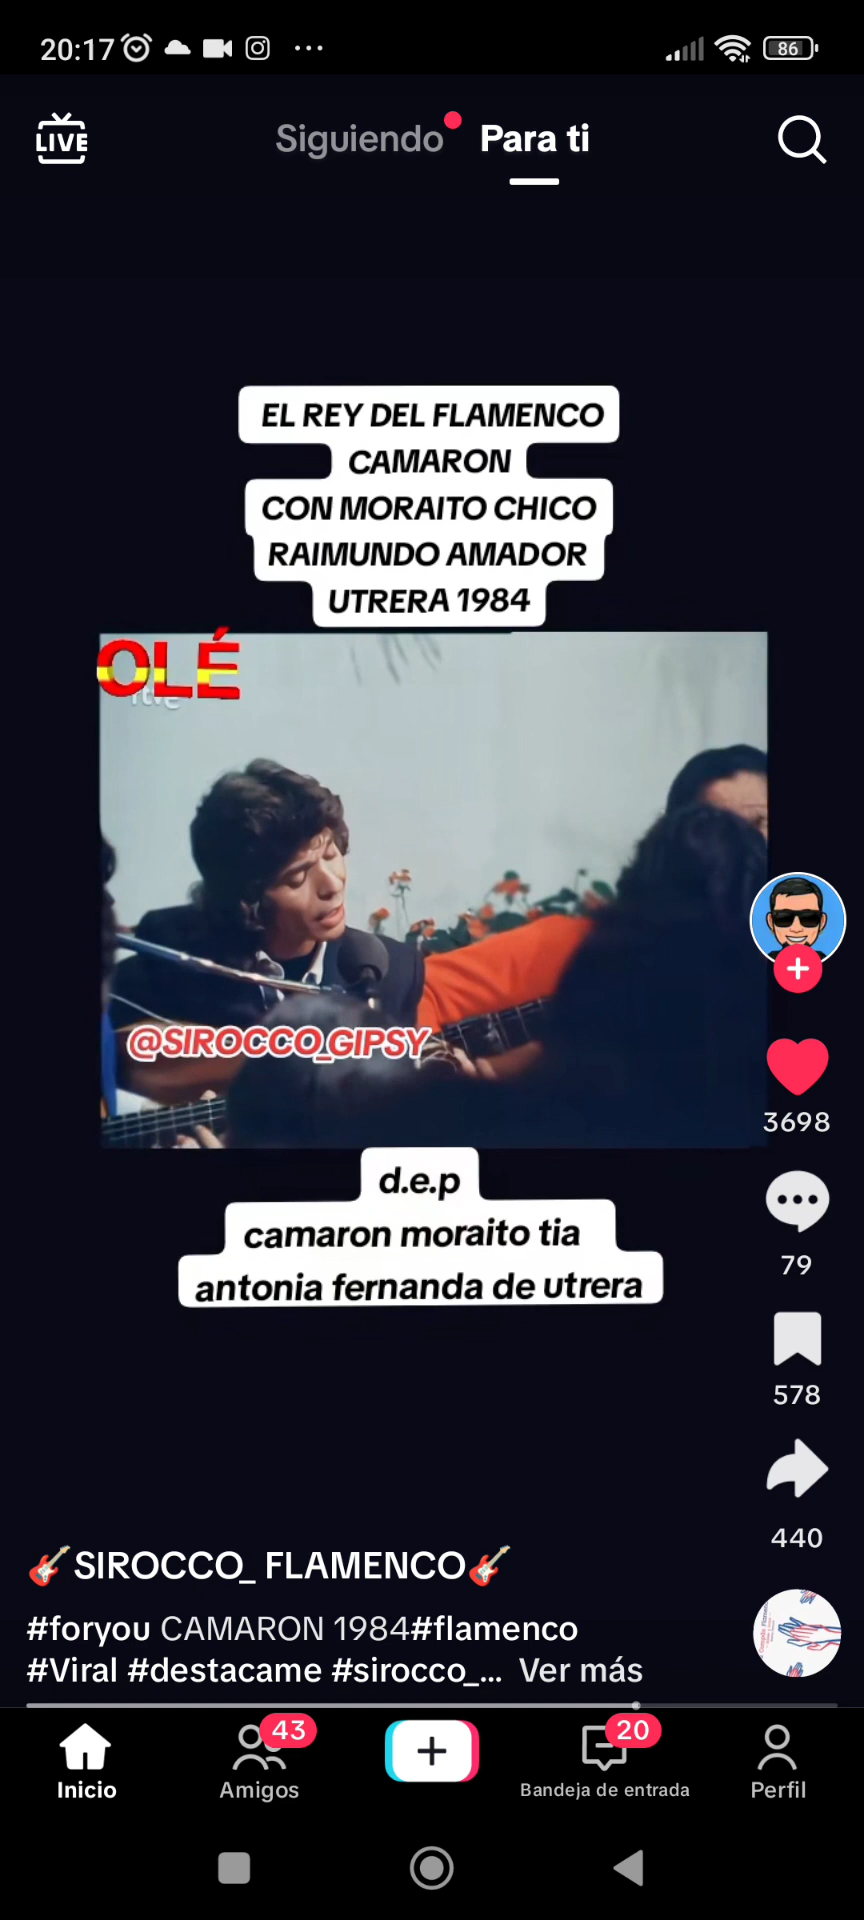 20:17
86
LIVE
Siguiendo
Para ti
EL REY DEL FLAMENCO
CAMARON
CON MORAITO CHICO
RAIMUNDO AMADOR
UTRERA 1984
OLÉ
rtve
@SIROCCO_GIPSY
3698
d.e.p
camaron moraito tia
antonia fernanda de utrera
79
578
440
🎸SIROCCO_ FLAMENCO🎸
#foryou CAMARON 1984#flamenco
#Viral #destacame #sirocco_... Ver más
43
20
Inicio
Amigos
Bandeja de entrada
Perfil